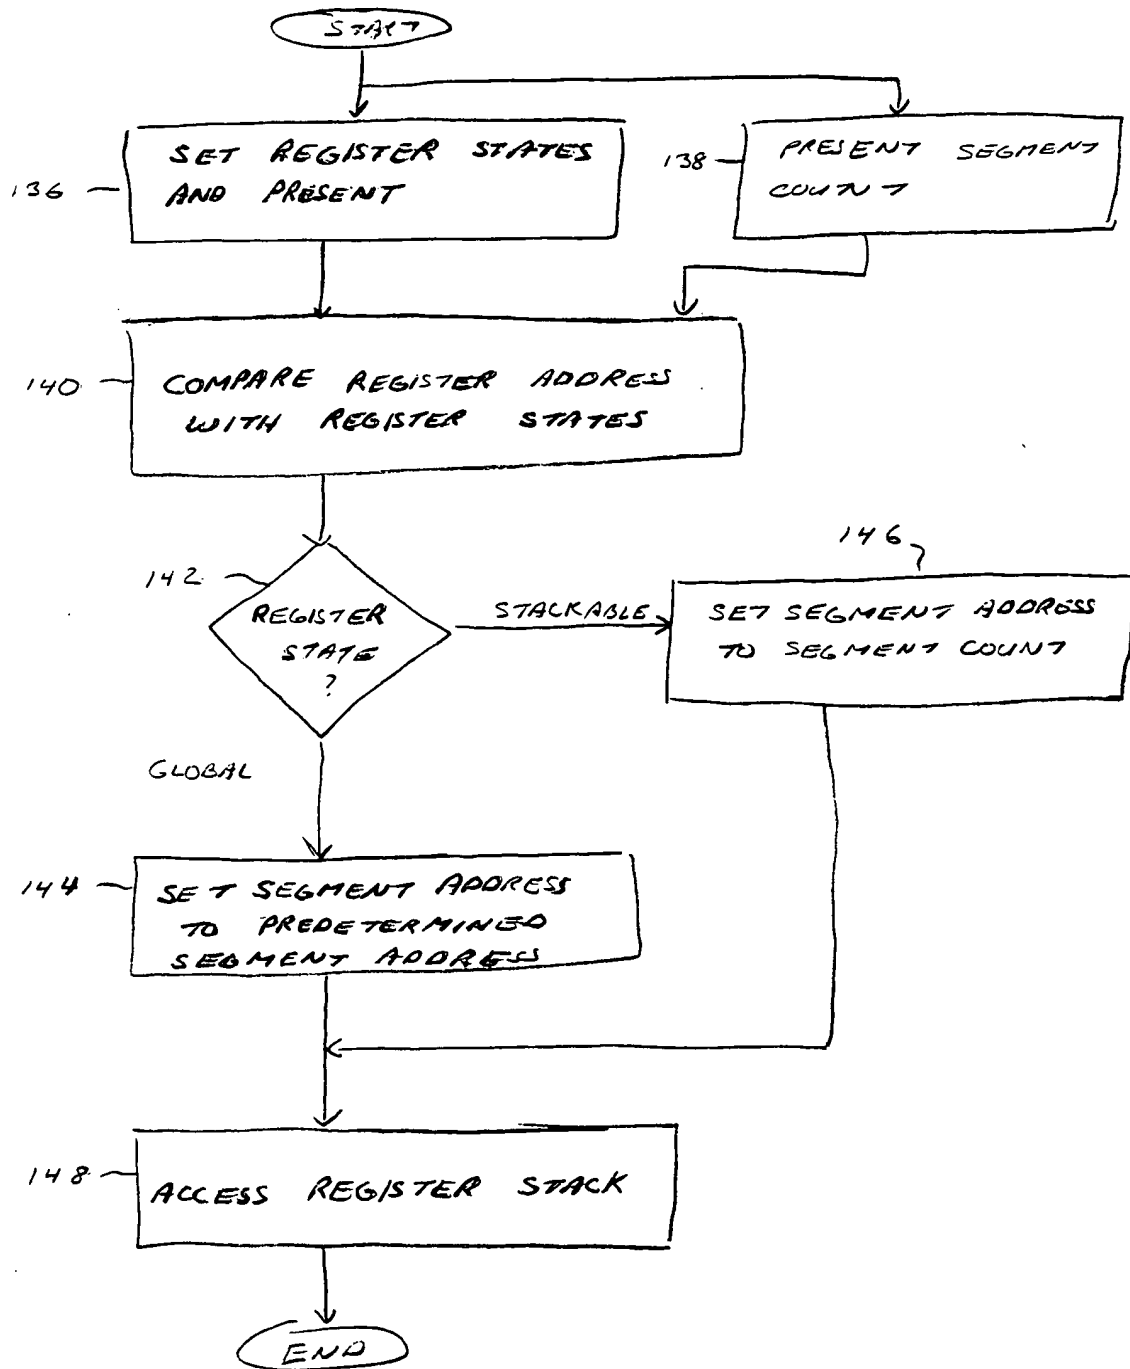 START
136
SET REGISTER STATES
AND PRESENT
138
PRESENT SEGMENT
COUNT
140
COMPARE REGISTER ADDRESS
WITH REGISTER STATES
142
REGISTER
STATE
?
STACKABLE
146
SET SEGMENT ADDRESS
TO SEGMENT COUNT
GLOBAL
144
SET SEGMENT ADDRESS
TO PREDETERMINED
SEGMENT ADDRESS
148
ACCESS REGISTER STACK
END